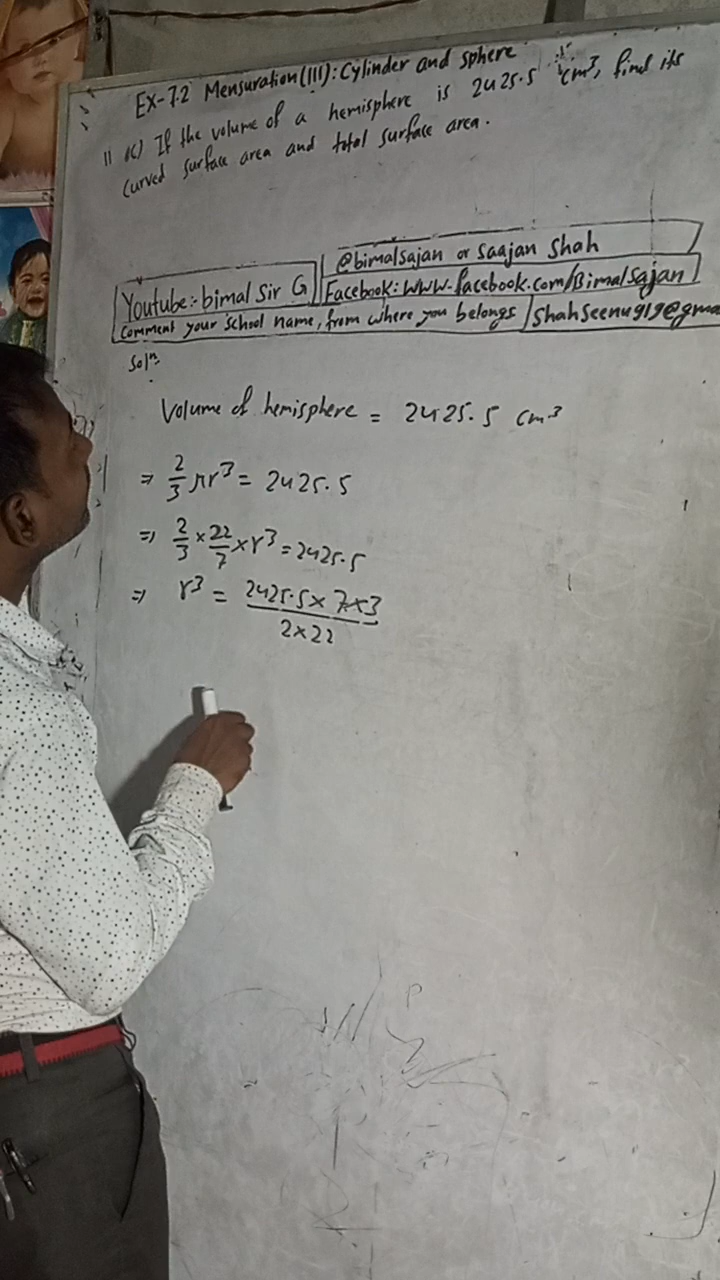 Ex-7.2 Mensuration(III): Cylinder and sphere
11 (c) If the volume of a hemisphere is 2425.5 cm³, find its
curved surface area and total surface area.
@bimalsajan or saajan shah
Youtube:- bimal Sir G
Facebook: www.facebook.com/Bimalsajan
Comment your school name, from where you belongs
shahseenu919@gma
Solⁿ.
Volume of hemisphere = 2425.5 cm³
⇒ 2/3 πr³ = 2425.5
⇒ 2/3 × 22/7 × r³ = 2425.5
⇒ r³ = 2425.5 × 7 × 3 / 2 × 22